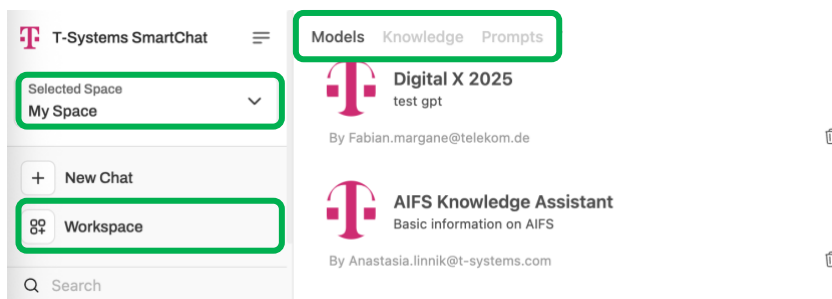 T-Systems SmartChat
Selected Space
My Space
New Chat
Workspace
Search
Models Knowledge Prompts
Digital X 2025
test gpt
By Fabian.margane@telekom.de
AIFS Knowledge Assistant
Basic information on AIFS
By Anastasia.linnik@t-systems.com